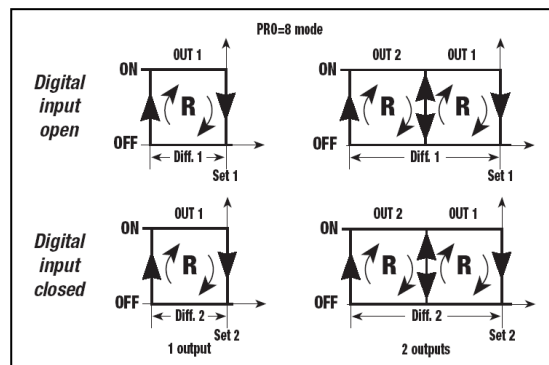 PRO=8 mode
OUT 1
OUT 2 OUT 1
Digital
input
open
ON
R
OFF
Diff. 1
Set 1
ON
R R
OFF
Diff. 1
Set 1
Digital
input
closed
OUT 1
ON
R
OFF
Diff. 2
Set 2
1 output
OUT 2 OUT 1
ON
R R
OFF
Diff. 2
Set 2
2 outputs